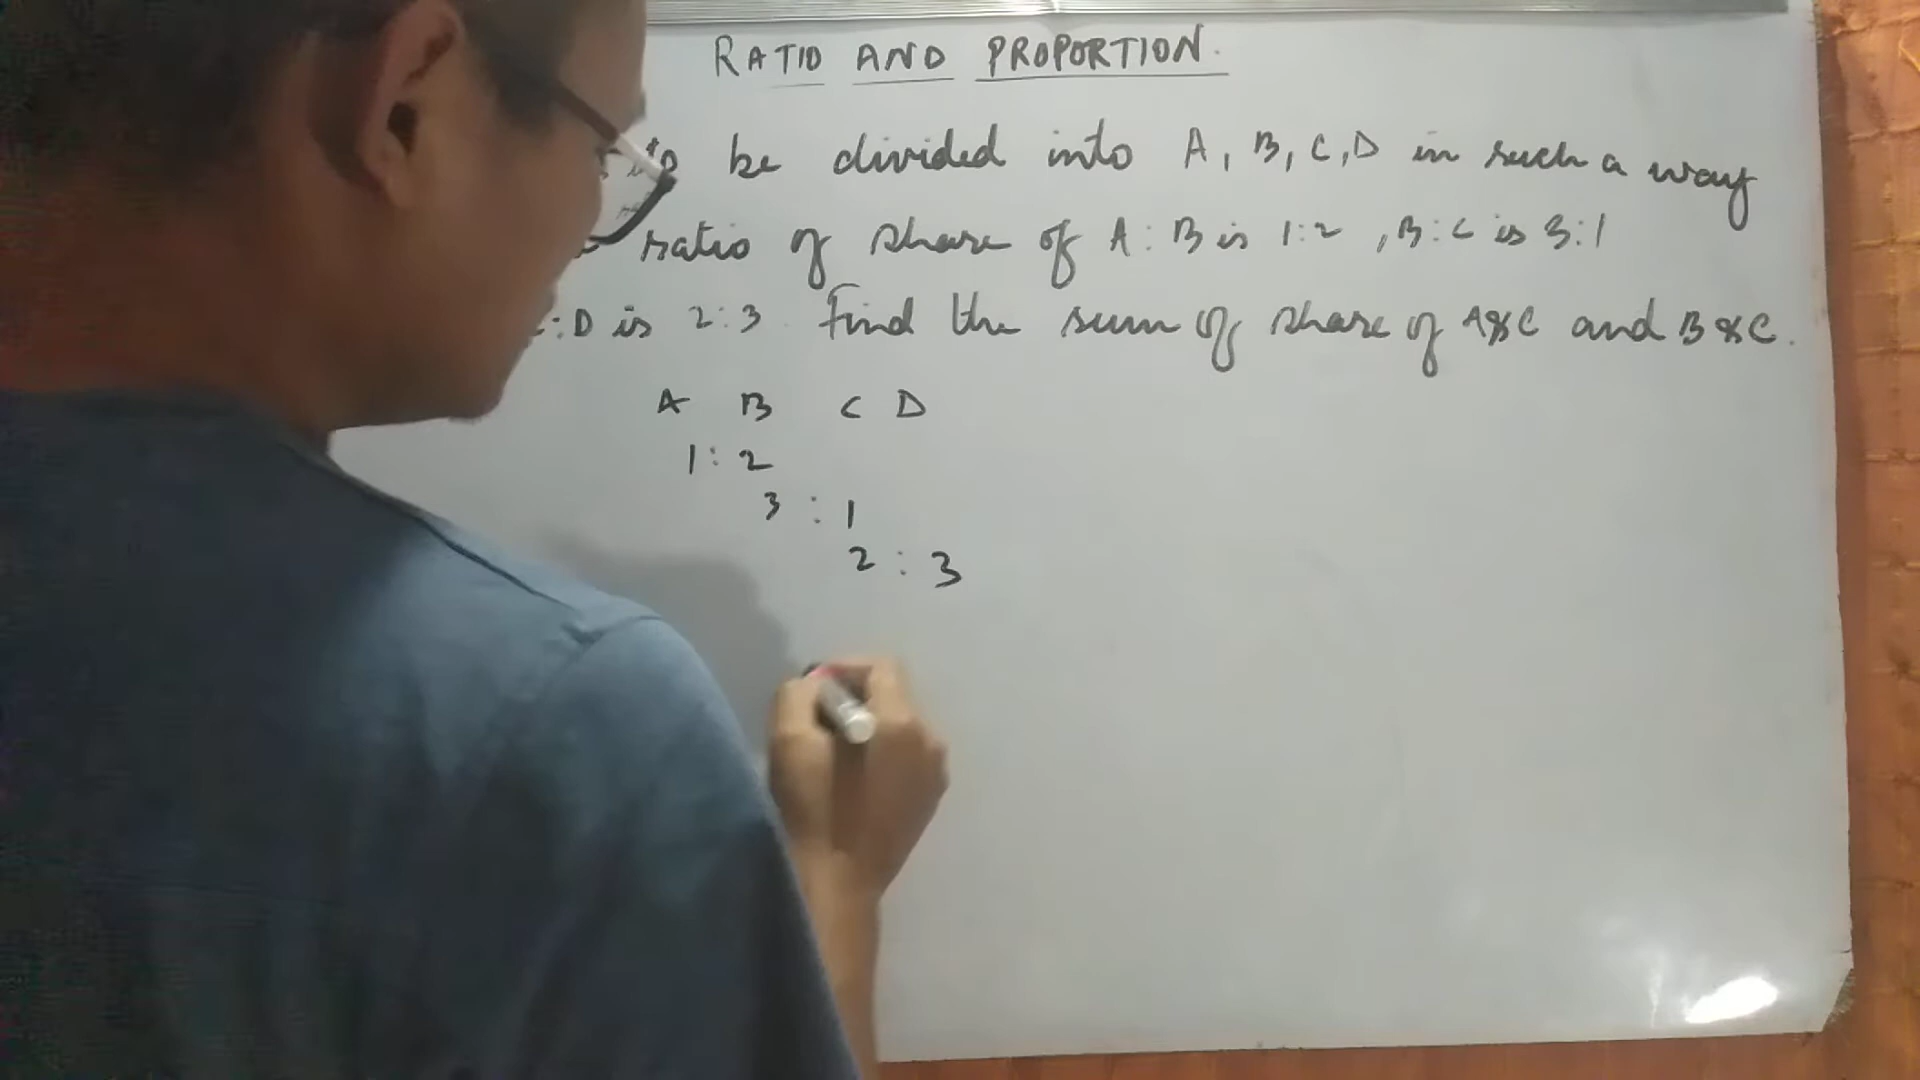 RATIO AND PROPORTION.
to be divided into A, B, C, D in such a way
ratio of share of A : B is 1:2 , B : C is 3:1
: D is 2:3. Find the sum of share of A & C and B & C.
A B C D
1 : 2
3 : 1
2 : 3